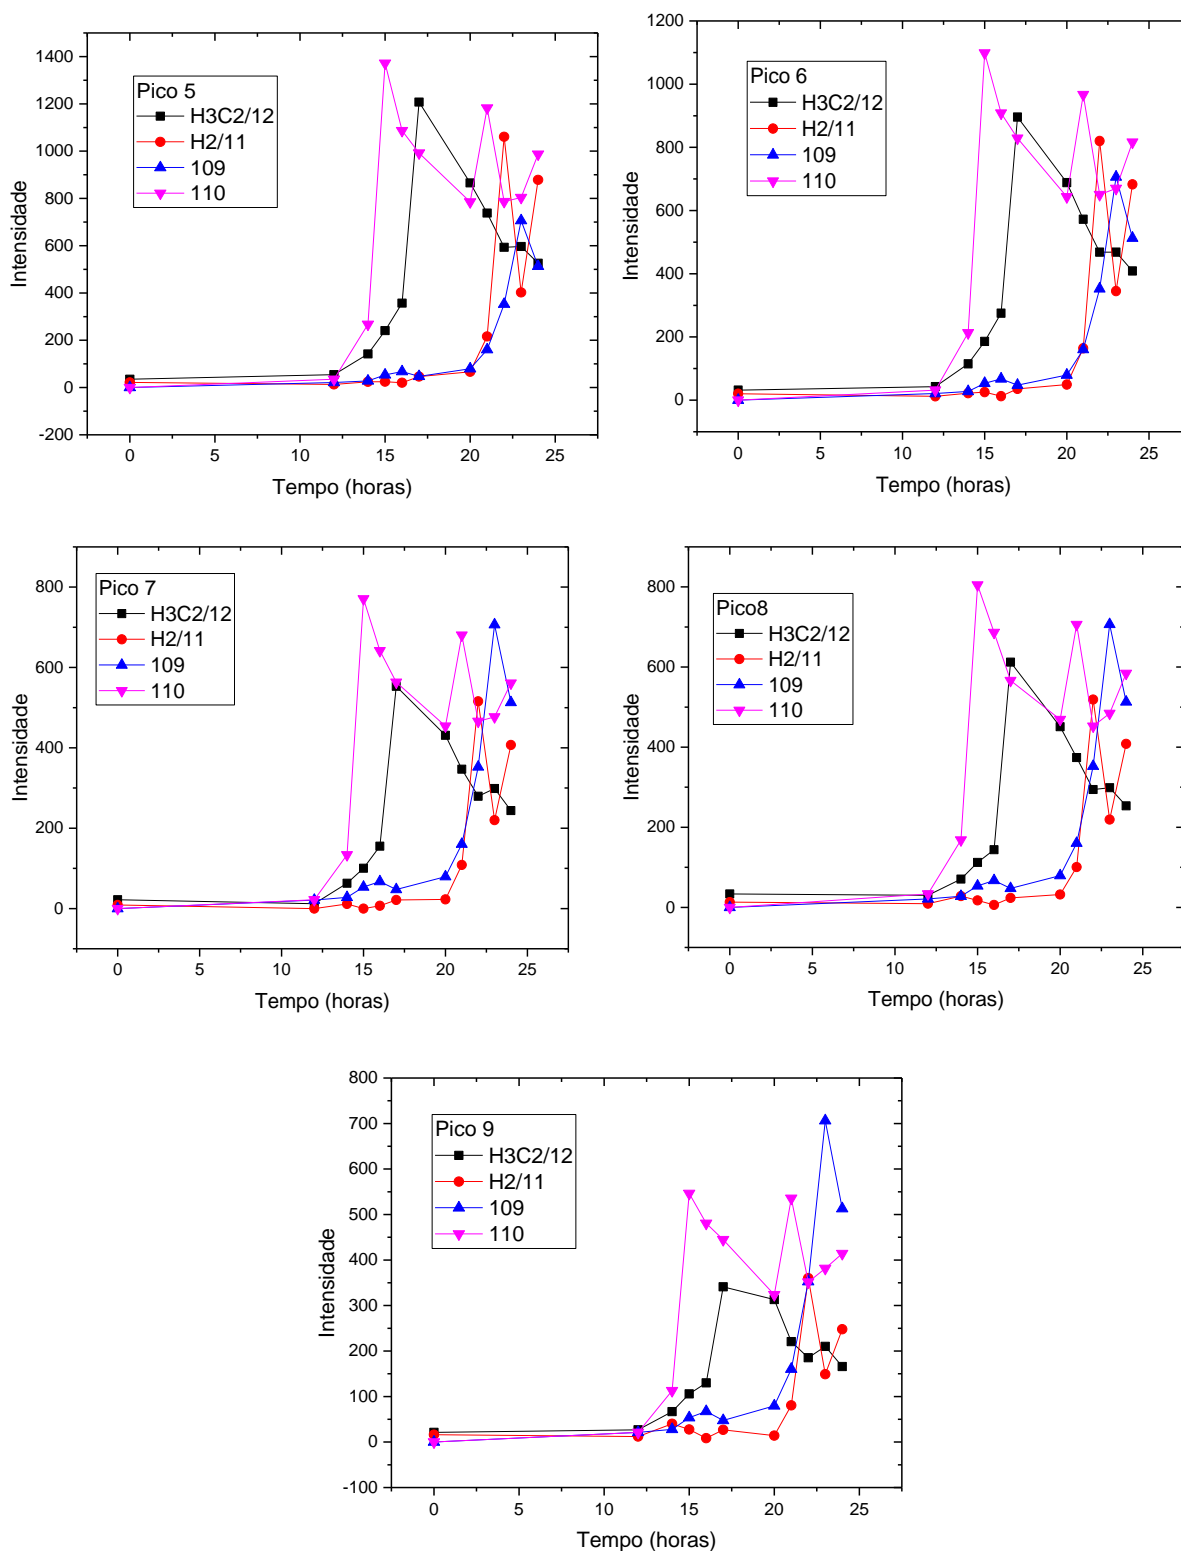 Pico 5
H3C2/12
H2/11
109
110
1400
1200
1000
800
600
400
200
0
-200
Intensidade
0 5 10 15 20 25
Tempo (horas)
Pico 6
H3C2/12
H2/11
109
110
1200
1000
800
600
400
200
0
Intensidade
0 5 10 15 20 25
Tempo (horas)
Pico 7
H3C2/12
H2/11
109
110
800
600
400
200
0
Intensidade
0 5 10 15 20 25
Tempo (horas)
Pico8
H3C2/12
H2/11
109
110
800
600
400
200
0
Intensidade
0 5 10 15 20 25
Tempo (horas)
Pico 9
H3C2/12
H2/11
109
110
800
700
600
500
400
300
200
100
0
-100
Intensidade
0 5 10 15 20 25
Tempo (horas)